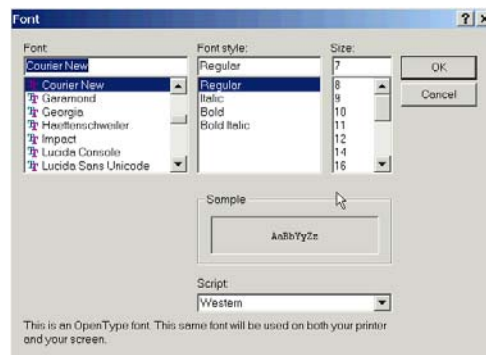 Font
Font:
Font style:
Size:
Courier New
Regular
7
OK
Cancel
Courier New
Garamond
Georgia
Haettenschweiler
Impact
Lucida Console
Lucida Sans Unicode
Regular
Italic
Bold
Bold Italic
8
9
10
11
12
14
16
Sample
AaBbYyZz
Script:
Western
This is an OpenType font. This same font will be used on both your printer
and your screen.